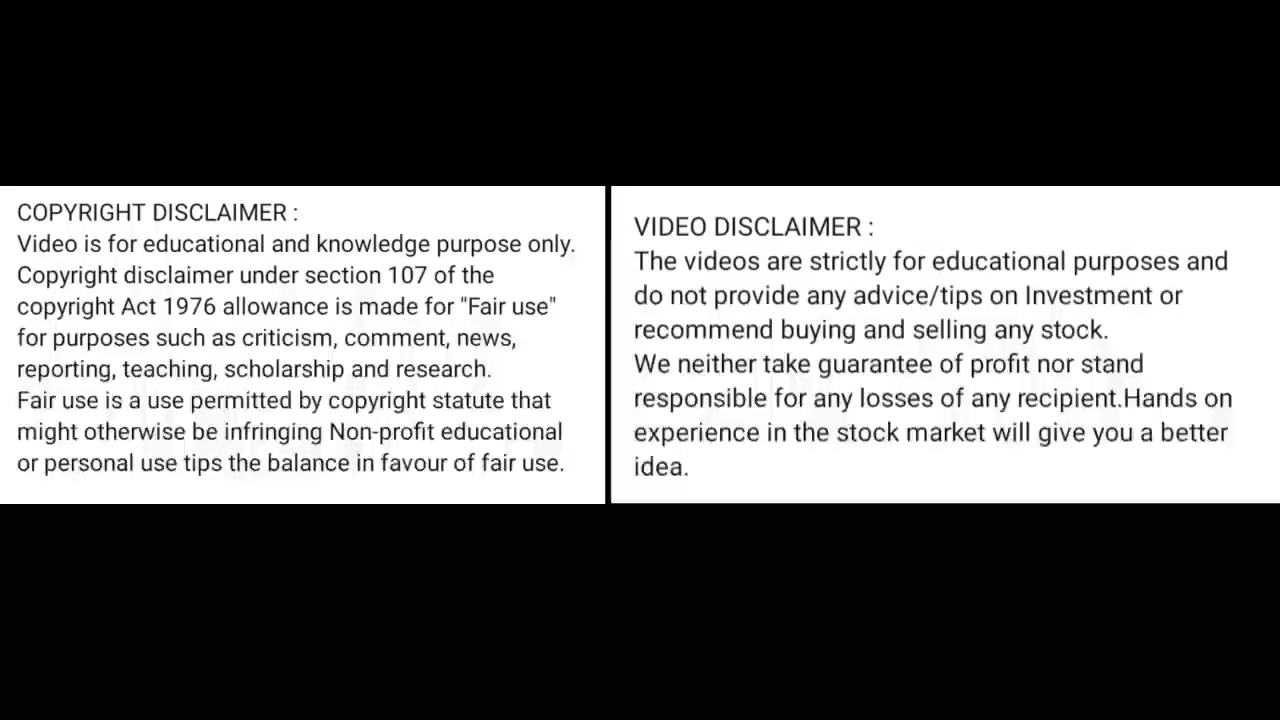 COPYRIGHT DISCLAIMER :
Video is for educational and knowledge purpose only.
Copyright disclaimer under section 107 of the
copyright Act 1976 allowance is made for "Fair use"
for purposes such as criticism, comment, news,
reporting, teaching, scholarship and research.
Fair use is a use permitted by copyright statute that
might otherwise be infringing Non-profit educational
or personal use tips the balance in favour of fair use.
VIDEO DISCLAIMER :
The videos are strictly for educational purposes and
do not provide any advice/tips on Investment or
recommend buying and selling any stock.
We neither take guarantee of profit nor stand
responsible for any losses of any recipient.Hands on
experience in the stock market will give you a better
idea.